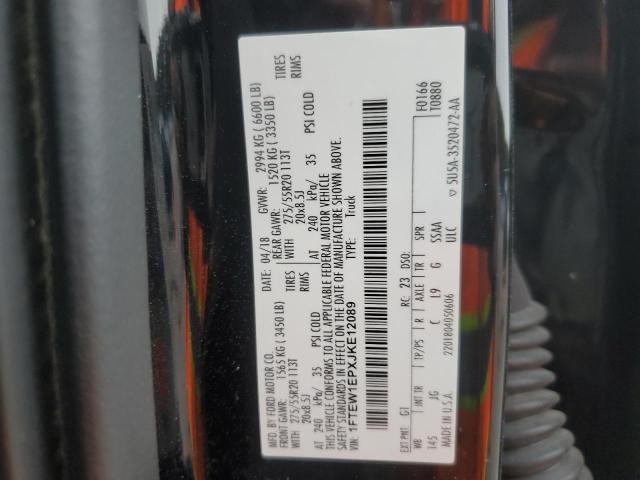 MFD. BY FORD MOTOR CO.
DATE: 04/18 GVWR: 2994 KG ( 6600 LB)
FRONT GAWR: 1565 KG ( 3450 LB) REAR GAWR: 1520 KG ( 3350 LB)
WITH 275/55R20 113T TIRES WITH 275/55R20 113T TIRES
20x8.5J RIMS 20x8.5J RIMS
AT 240 kPa/ 35 PSI COLD AT 240 kPa/ 35 PSI COLD
THIS VEHICLE CONFORMS TO ALL APPLICABLE FEDERAL MOTOR VEHICLE
SAFETY STANDARDS IN EFFECT ON THE DATE OF MANUFACTURE SHOWN ABOVE.
VIN: 1FTEW1EPXJKE12089 TYPE: Truck
F0166
T0880
EXT PNT: G1 RC: 23 DSO:
WB INT TR TP/PS R AXLE TR SPR
145 JG C L9 G SSAA
MADE IN U.S.A. 2201804050606 ULC
5U5A-3520472-AA